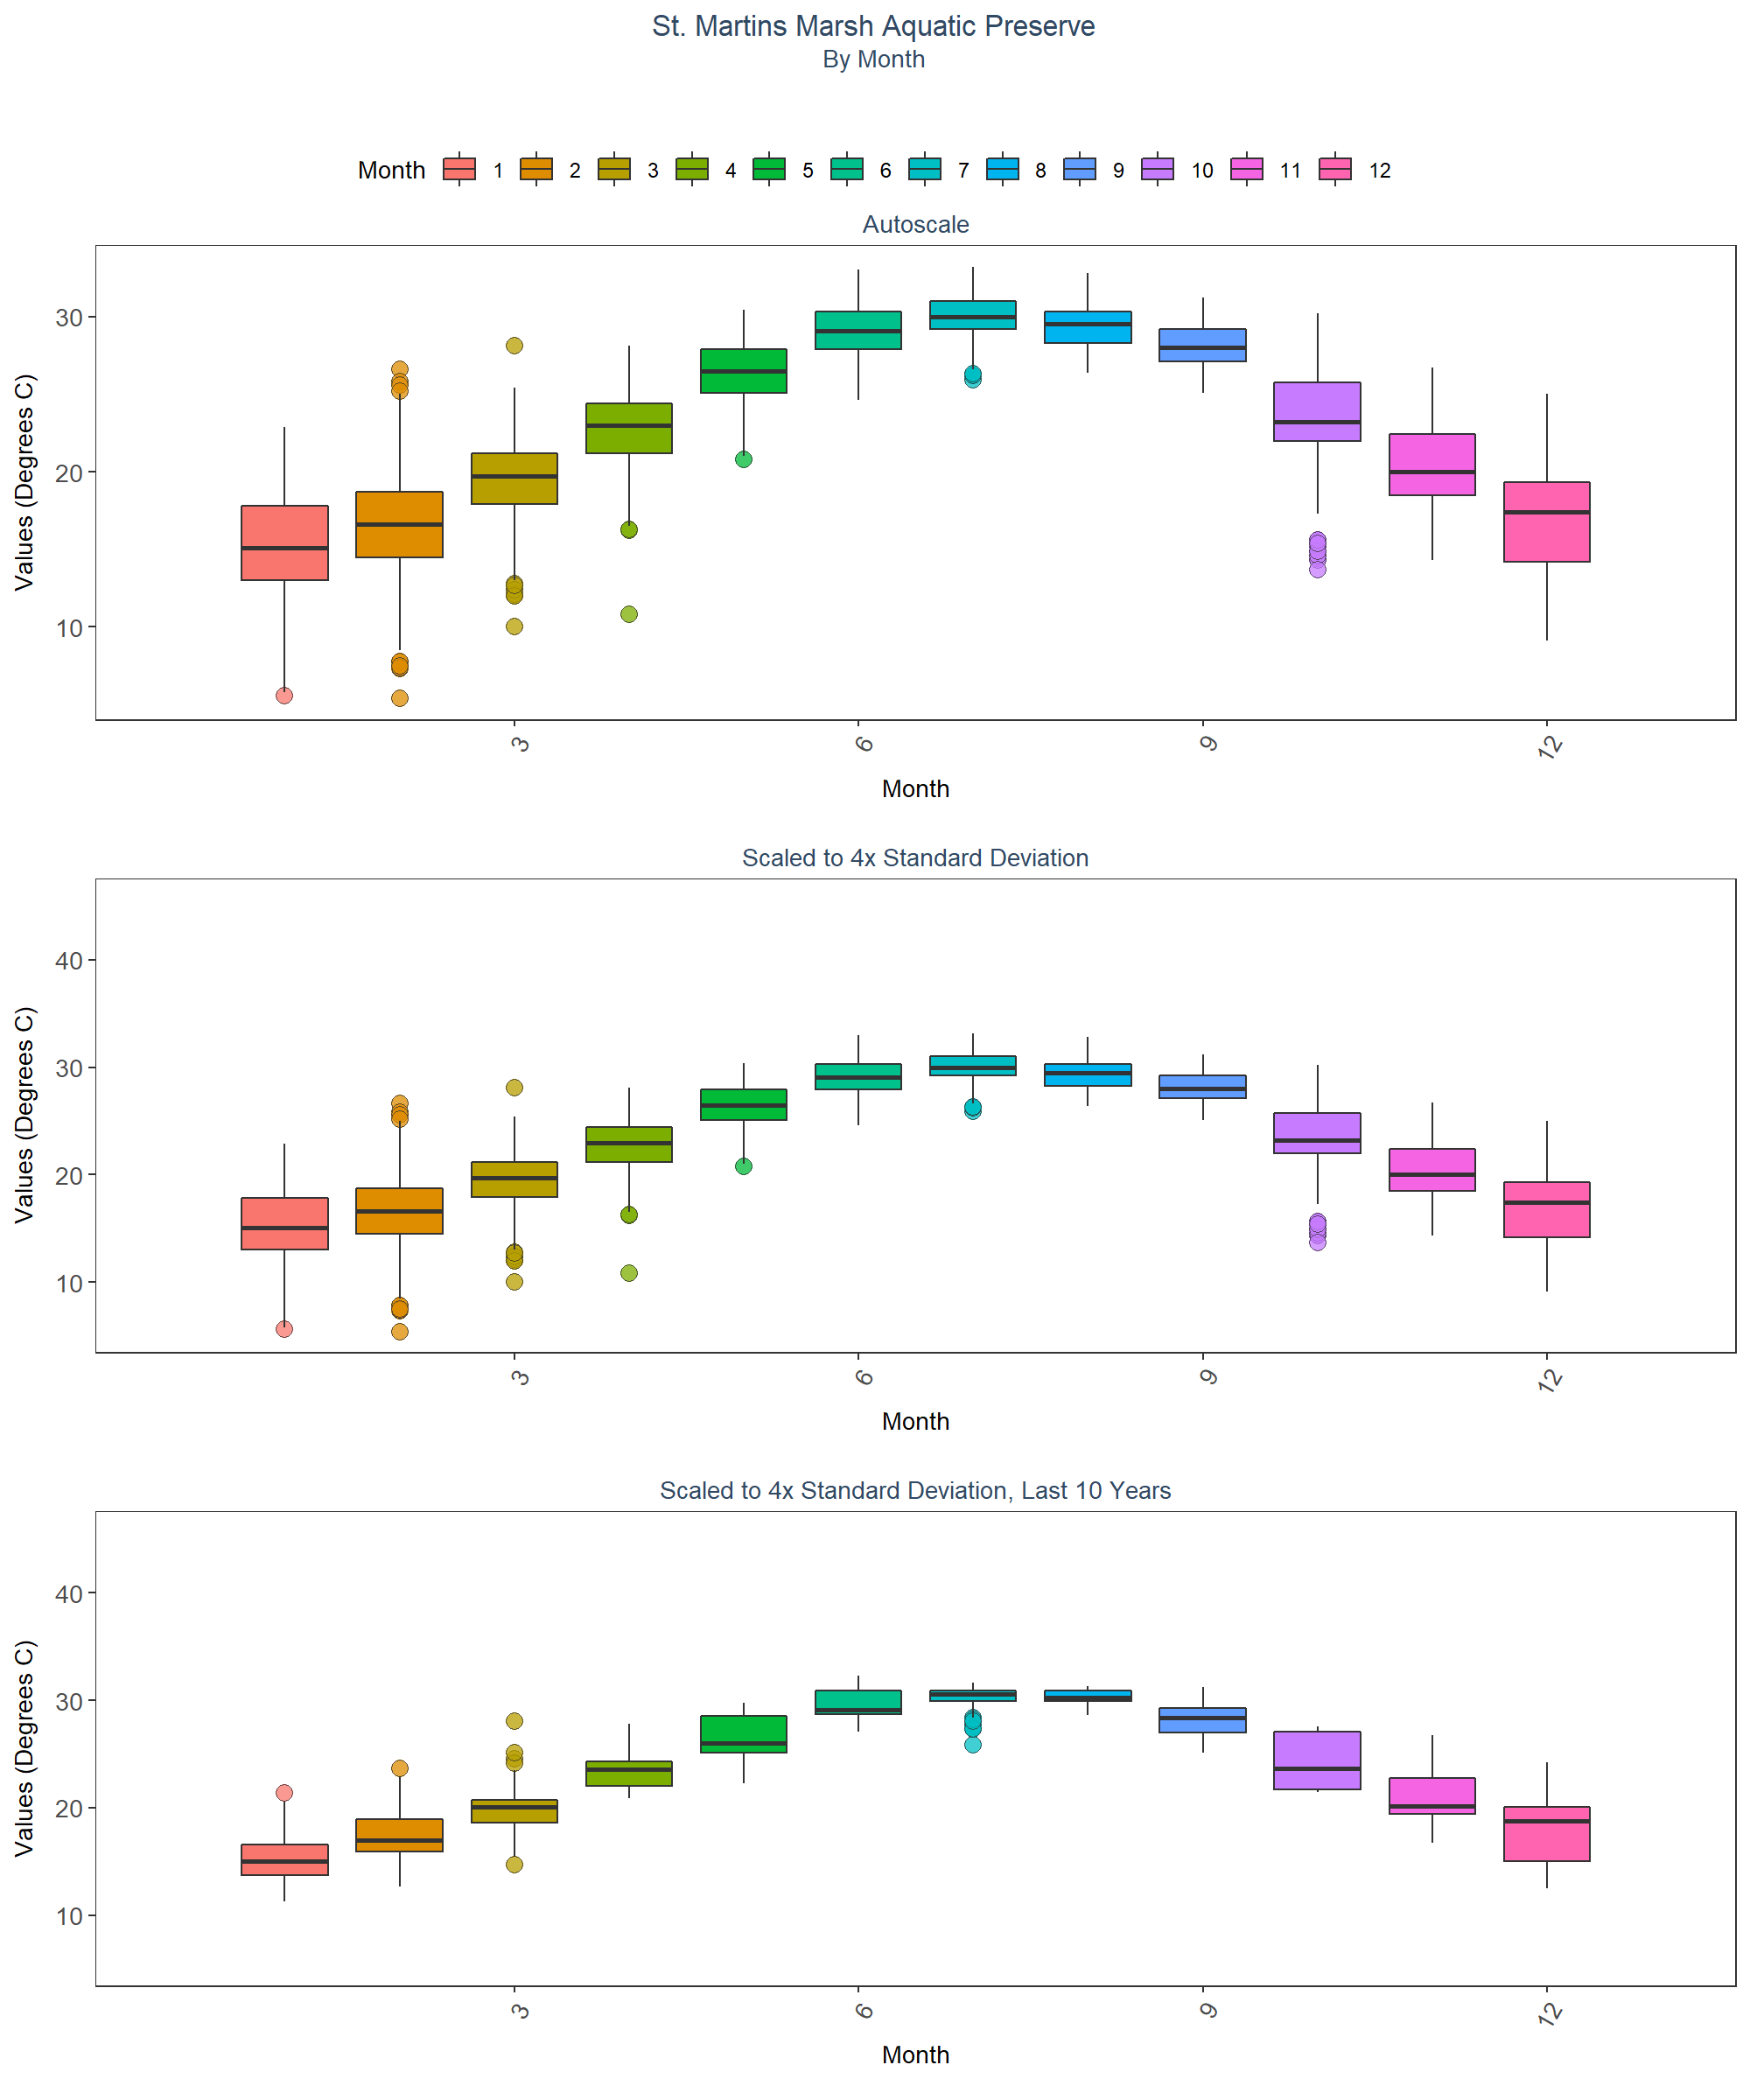 St. Martins Marsh Aquatic Preserve
By Month
Month 1 2 3 4 5 6 7 8 9 10 11 12
Autoscale
Values (Degrees C)
30
20
10
3 6 9 12
Month
Scaled to 4x Standard Deviation
Values (Degrees C)
40
30
20
10
3 6 9 12
Month
Scaled to 4x Standard Deviation, Last 10 Years
Values (Degrees C)
40
30
20
10
3 6 9 12
Month